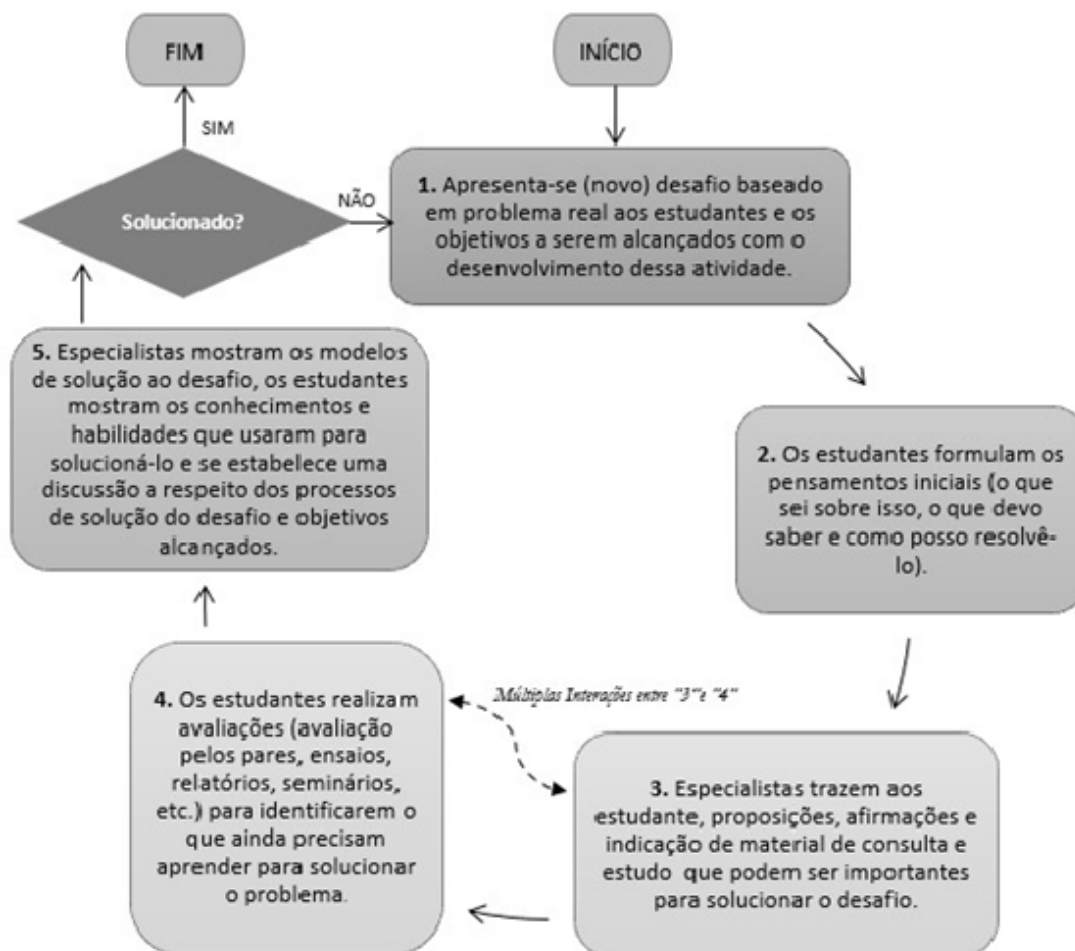 FIM
INÍCIO
SIM
Solucionado?
NÃO
1. Apresenta-se (novo) desafio baseado
em problema real aos estudantes e os
objetivos a serem alcançados com o
desenvolvimento dessa atividade.
2. Os estudantes formulam os
pensamentos iniciais (o que
sei sobre isso, o que devo
saber e como posso resolvê-
lo).
3. Especialistas trazem aos
estudante, proposições, afirmações e
indicação de material de consulta e
estudo que podem ser importantes
para solucionar o desafio.
Múltiplas Interações entre "3" e "4"
4. Os estudantes realizam
avaliações (avaliação
pelos pares, ensaios,
relatórios, seminários,
etc.) para identificarem o
que ainda precisam
aprender para solucionar
o problema.
5. Especialistas mostram os modelos
de solução ao desafio, os estudantes
mostram os conhecimentos e
habilidades que usaram para
solucioná-lo e se estabelece uma
discussão a respeito dos processos
de solução do desafio e objetivos
alcançados.